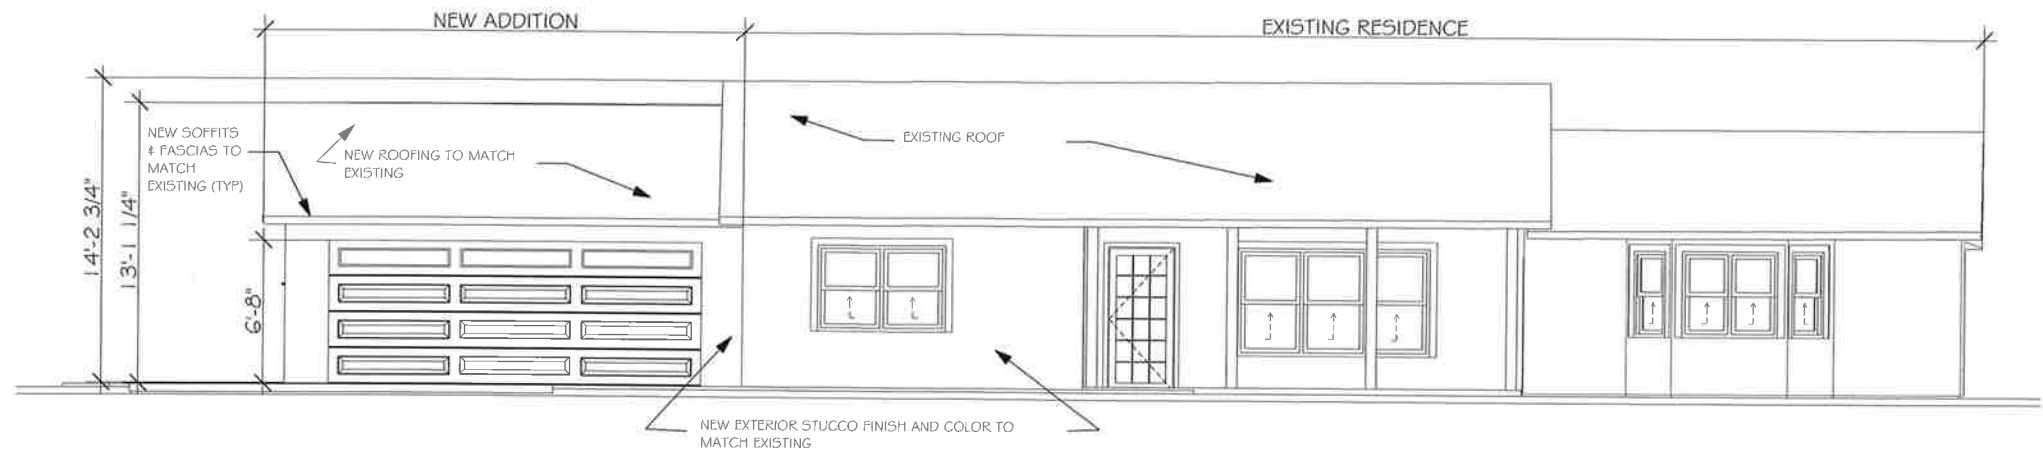 NEW ADDITION
EXISTING RESIDENCE
NEW SOFFITS
& FASCIAS TO
MATCH
EXISTING (TYP)
NEW ROOFING TO MATCH
EXISTING
EXISTING ROOF
14'-2 3/4"
13'-1 1/4"
6'-8"
NEW EXTERIOR STUCCO FINISH AND COLOR TO
MATCH EXISTING